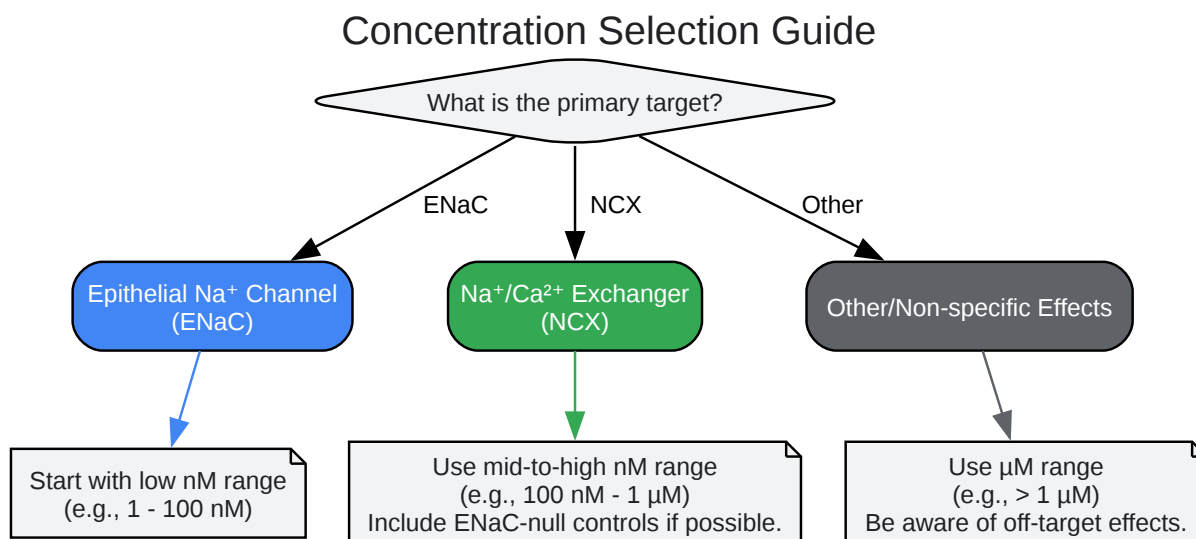 Concentration Selection Guide
What is the primary target?
ENaC
NCX
Other
Epithelial Na⁺ Channel
(ENaC)
Na⁺/Ca²⁺ Exchanger
(NCX)
Other/Non-specific Effects
Start with low nM range
(e.g., 1 - 100 nM)
Use mid-to-high nM range
(e.g., 100 nM - 1 µM)
Include ENaC-null controls if possible.
Use µM range
(e.g., > 1 µM)
Be aware of off-target effects.